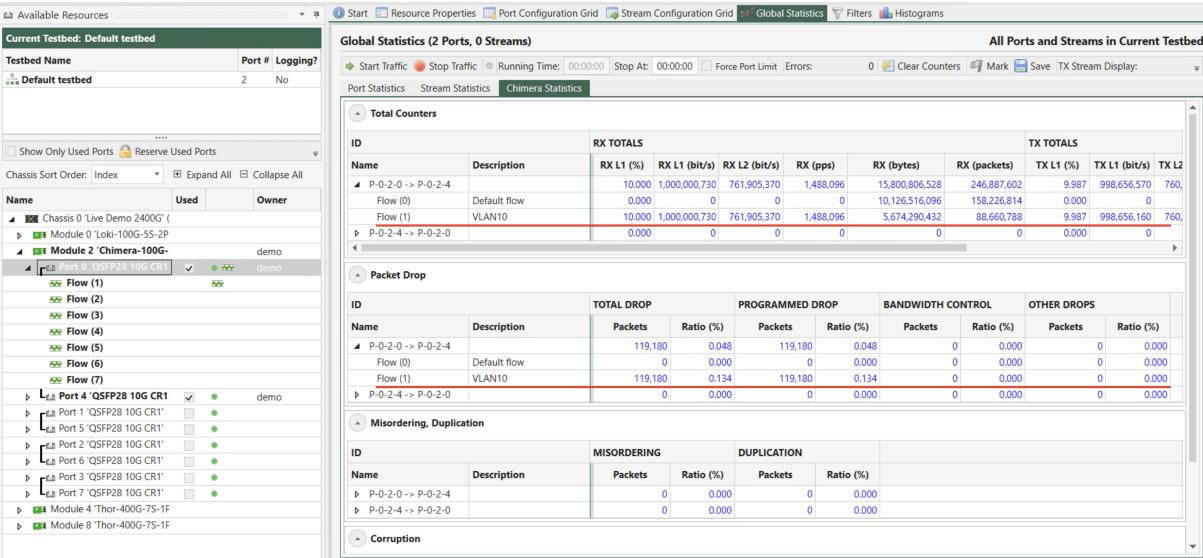 Available Resources
Current Testbed: Default testbed
Testbed Name Port # Logging?
Default testbed 2 No
Show Only Used Ports Reserve Used Ports
Chassis Sort Order: Index Expand All Collapse All
Name Used Owner
Chassis 0 'Live Demo 2400G' (
Module 0 'Loki-100G-5S-2P
Module 2 'Chimera-100G- demo
Port 0 'QSFP28 10G CR1 demo
Flow (1)
Flow (2)
Flow (3)
Flow (4)
Flow (5)
Flow (6)
Flow (7)
Port 4 'QSFP28 10G CR1 demo
Port 1 'QSFP28 10G CR1'
Port 5 'QSFP28 10G CR1'
Port 2 'QSFP28 10G CR1'
Port 6 'QSFP28 10G CR1'
Port 3 'QSFP28 10G CR1'
Port 7 'QSFP28 10G CR1'
Module 4 'Thor-400G-7S-1P
Module 8 'Thor-400G-7S-1P
Start Resource Properties Port Configuration Grid Stream Configuration Grid Global Statistics Filters Histograms
Global Statistics (2 Ports, 0 Streams) All Ports and Streams in Current Testbed
Start Traffic Stop Traffic Running Time: 00:00:00 Stop At: 00:00:00 Force Port Limit Errors: 0 Clear Counters Mark Save TX Stream Display:
Port Statistics Stream Statistics Chimera Statistics
Total Counters
ID RX TOTALS TX TOTALS
Name Description RX L1 (%) RX L1 (bit/s) RX L2 (bit/s) RX (pps) RX (bytes) RX (packets) TX L1 (%) TX L1 (bit/s) TX L2
P-0-2-0 -> P-0-2-4 10.000 1,000,000,730 761,905,370 1,488,096 15,800,806,528 246,887,602 9.987 998,656,570 760,
Flow (0) Default flow 0.000 0 0 0 10,126,516,096 158,226,814 0.000 0
Flow (1) VLAN10 10.000 1,000,000,730 761,905,370 1,488,096 5,674,290,432 88,660,788 9.987 998,656,160 760,
P-0-2-4 -> P-0-2-0 0.000 0 0 0 0 0 0.000 0
Packet Drop
ID TOTAL DROP PROGRAMMED DROP BANDWIDTH CONTROL OTHER DROPS
Name Description Packets Ratio (%) Packets Ratio (%) Packets Ratio (%) Packets Ratio (%)
P-0-2-0 -> P-0-2-4 119,180 0.048 119,180 0.048 0 0.000 0 0.000
Flow (0) Default flow 0 0.000 0 0.000 0 0.000 0 0.000
Flow (1) VLAN10 119,180 0.134 119,180 0.134 0 0.000 0 0.000
P-0-2-4 -> P-0-2-0 0 0.000 0 0.000 0 0.000 0 0.000
Misordering, Duplication
ID MISORDERING DUPLICATION
Name Description Packets Ratio (%) Packets Ratio (%)
P-0-2-0 -> P-0-2-4 0 0.000 0 0.000
P-0-2-4 -> P-0-2-0 0 0.000 0 0.000
Corruption